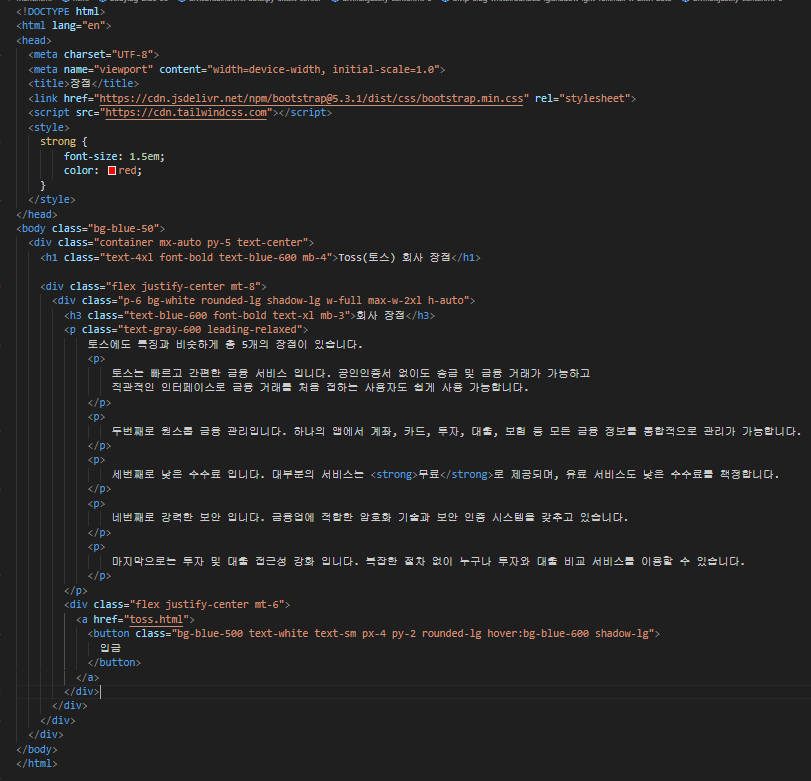 <!DOCTYPE html>
<html lang="en">
<head>
<meta charset="UTF-8">
<meta name="viewport" content="width=device-width, initial-scale=1.0">
<title>장점</title>
<link href="https://cdn.jsdelivr.net/npm/bootstrap@5.3.1/dist/css/bootstrap.min.css" rel="stylesheet">
<script src="https://cdn.tailwindcss.com"></script>
<style>
strong {
font-size: 1.5em;
color: red;
}
</style>
</head>
<body class="bg-blue-50">
<div class="container mx-auto py-5 text-center">
<h1 class="text-4xl font-bold text-blue-600 mb-4">Toss(토스) 회사 장점</h1>
<div class="flex justify-center mt-8">
<div class="p-6 bg-white rounded-lg shadow-lg w-full max-w-2xl h-auto">
<h3 class="text-blue-600 font-bold text-xl mb-3">회사 장점</h3>
<p class="text-gray-600 leading-relaxed">
토스에도 특징과 비슷하게 총 5개의 장점이 있습니다.
<p>
토스는 빠르고 간편한 금융 서비스 입니다. 공인인증서 없이도 송금 및 금융 거래가 가능하고
직관적인 인터페이스로 금융 거래를 처음 접하는 사용자도 쉽게 사용 가능합니다.
</p>
<p>
두번째로 원스톱 금융 관리입니다. 하나의 앱에서 계좌, 카드, 투자, 대출, 보험 등 모든 금융 정보를 통합적으로 관리가 가능합니다.
</p>
<p>
세번째로 낮은 수수료 입니다. 대부분의 서비스는 <strong>무료</strong>로 제공되며, 유료 서비스도 낮은 수수료를 책정합니다.
</p>
<p>
네번째로 강력한 보안 입니다. 금융업에 적합한 암호화 기술과 보안 인증 시스템을 갖추고 있습니다.
</p>
<p>
마지막으로는 투자 및 대출 접근성 강화 입니다. 복잡한 절차 없이 누구나 투자와 대출 비교 서비스를 이용할 수 있습니다.
</p>
</p>
<div class="flex justify-center mt-6">
<a href="toss.html">
<button class="bg-blue-500 text-white text-sm px-4 py-2 rounded-lg hover:bg-blue-600 shadow-lg">
입금
</button>
</a>
</div>
</div>
</div>
</div>
</body>
</html>